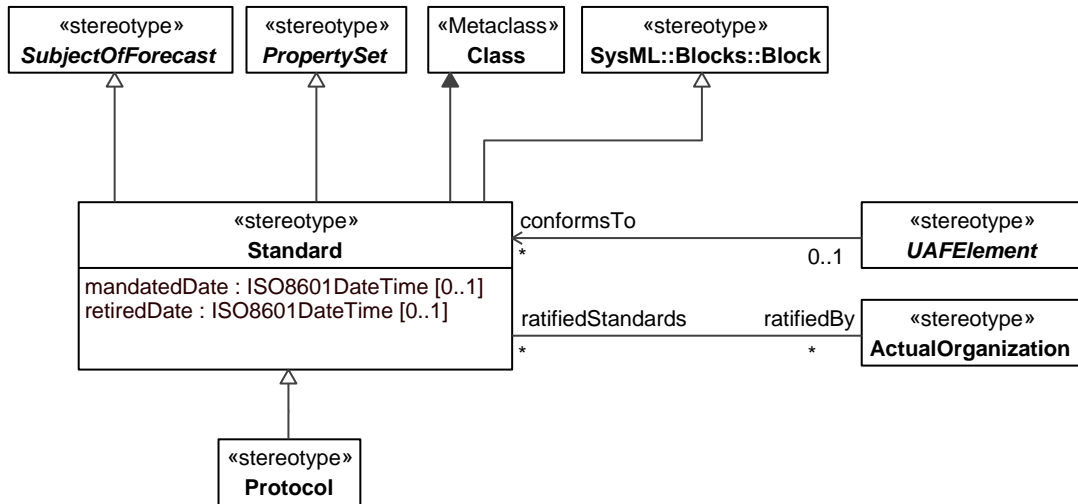 «stereotype»
SubjectOfForecast
«stereotype»
PropertySet
«Metaclass»
Class
«stereotype»
SysML::Blocks::Block
«stereotype»
Standard
mandatedDate : ISO8601DateTime [0..1]
retiredDate : ISO8601DateTime [0..1]
conformsTo
*
0..1
«stereotype»
UAFElement
ratifiedStandards
*
ratifiedBy
*
«stereotype»
ActualOrganization
«stereotype»
Protocol